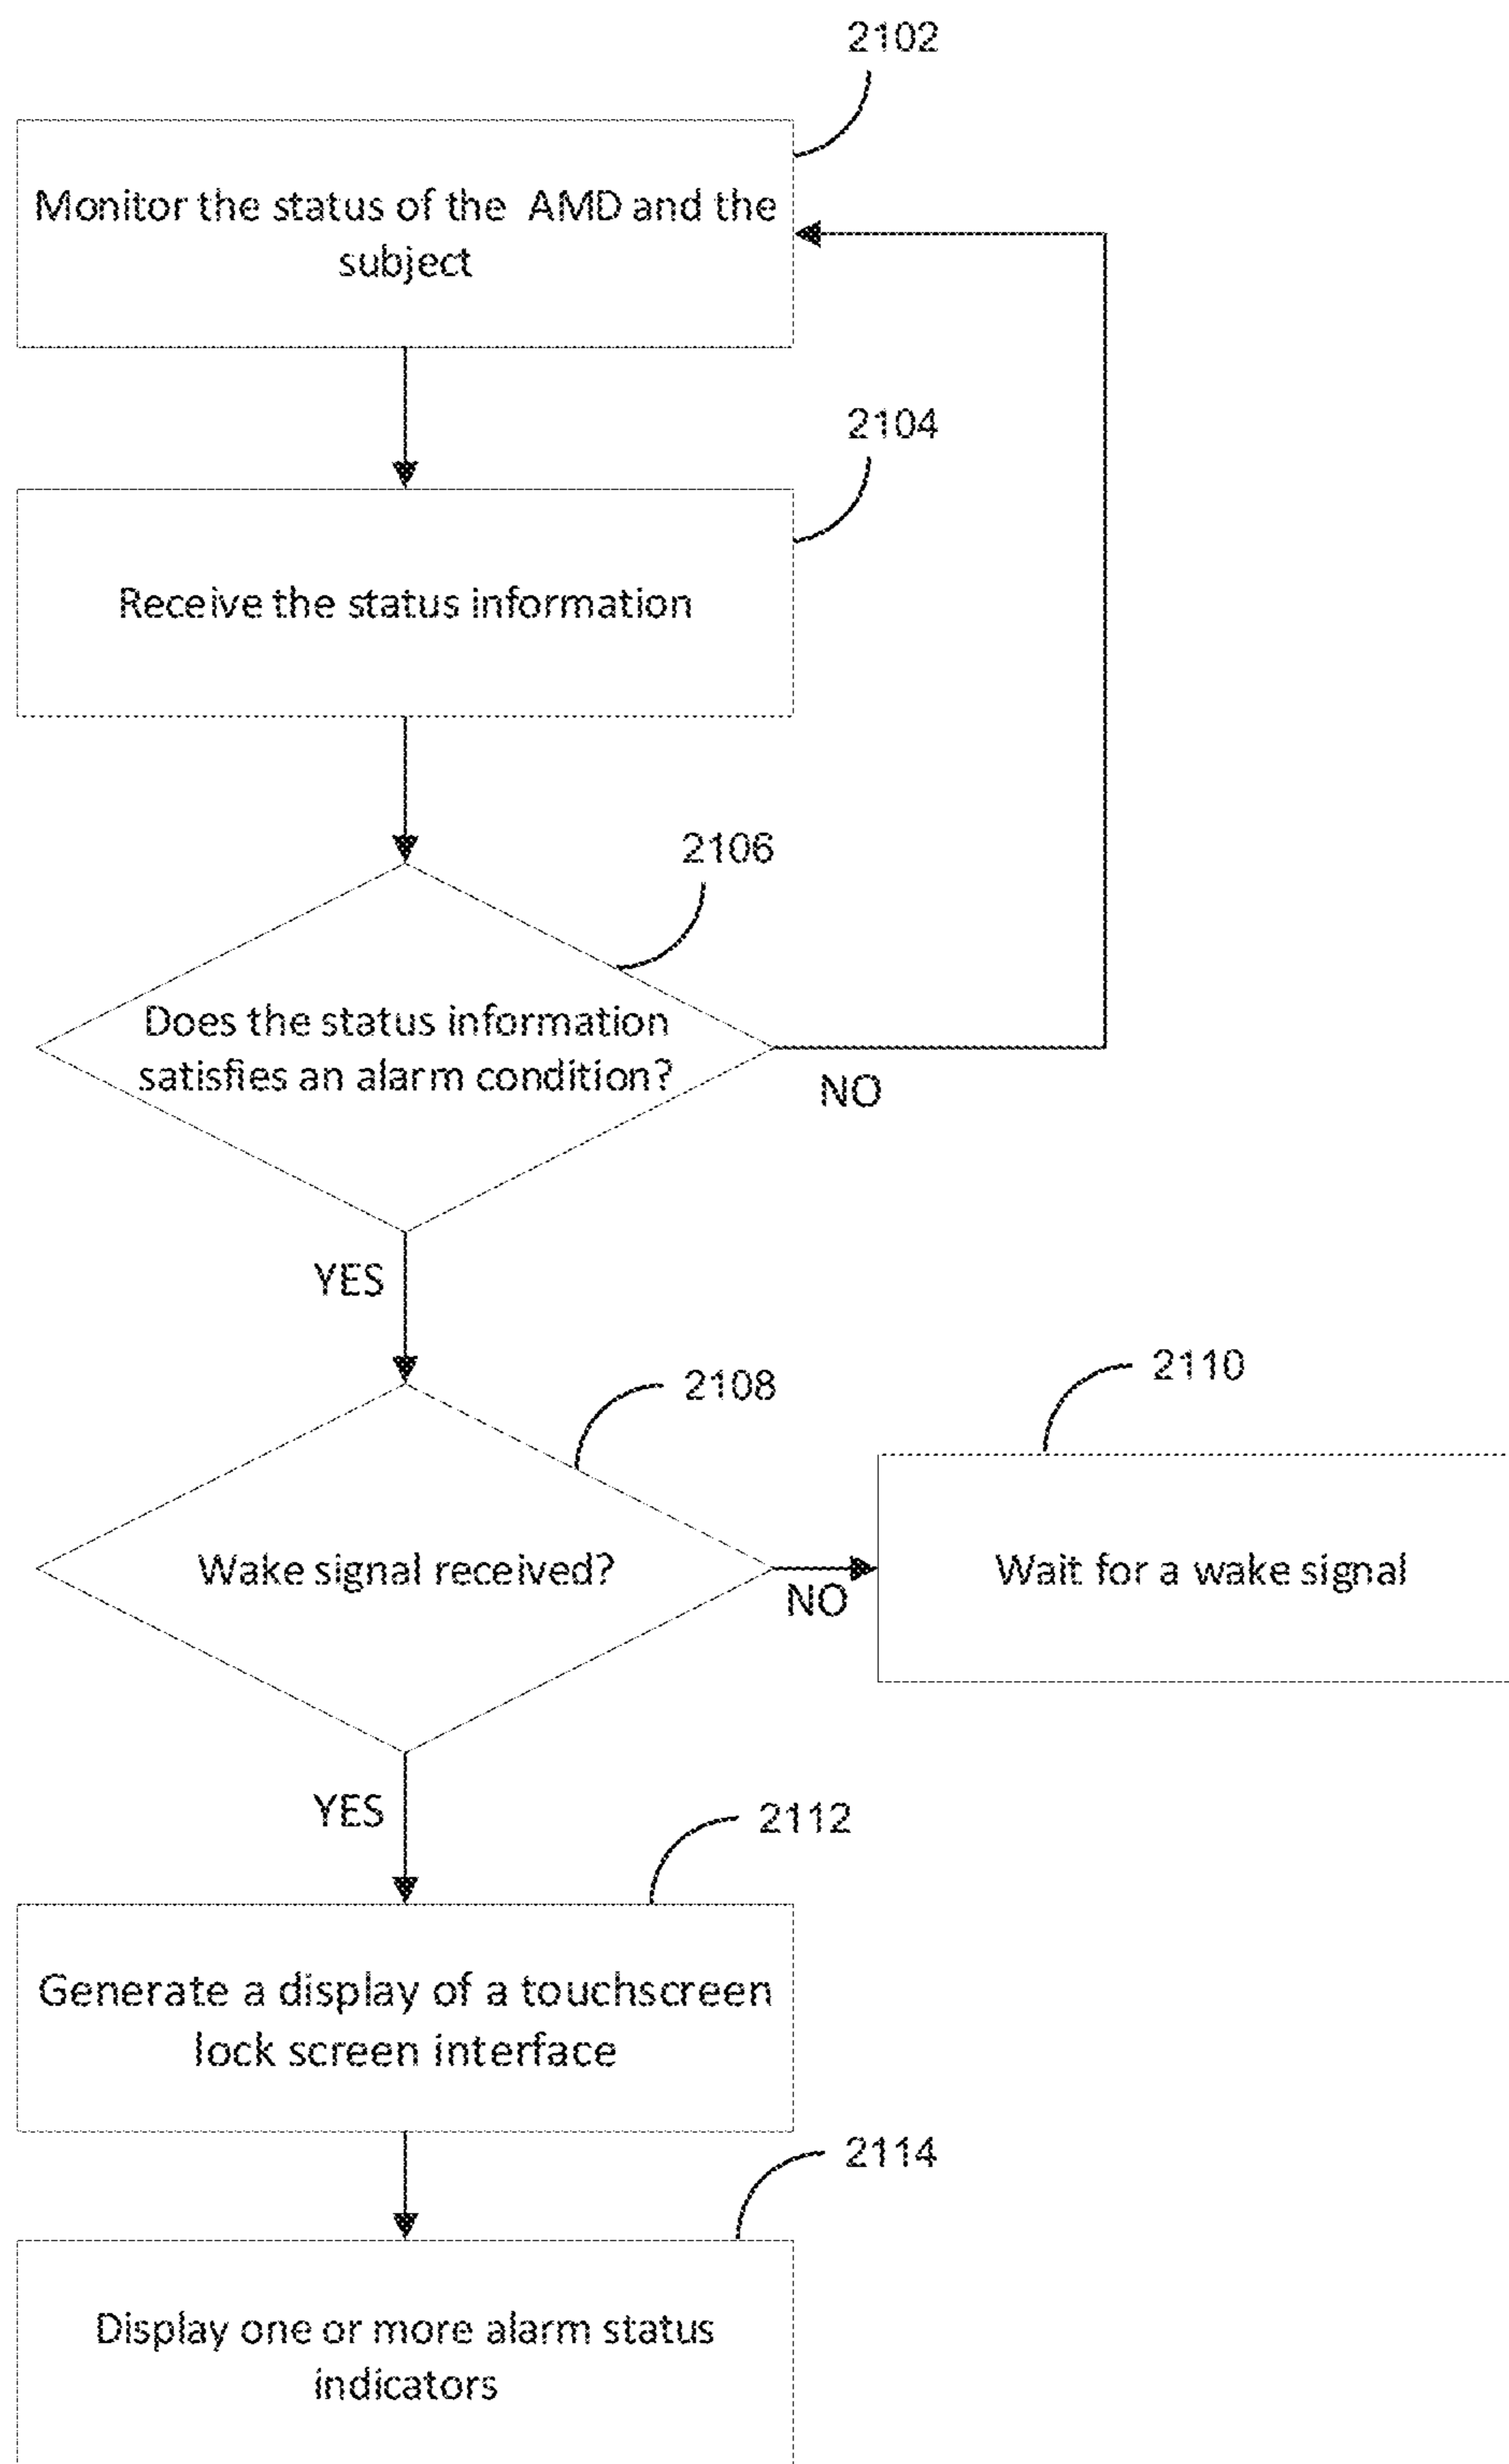 2102
Monitor the status of the AMD and the
subject
2104
Receive the status information
2106
Does the status information
satisfies an alarm condition?
NO
YES
2108
2110
Wake signal received?
NO
Wait for a wake signal
YES
2112
Generate a display of a touchscreen
lock screen interface
2114
Display one or more alarm status
indicators